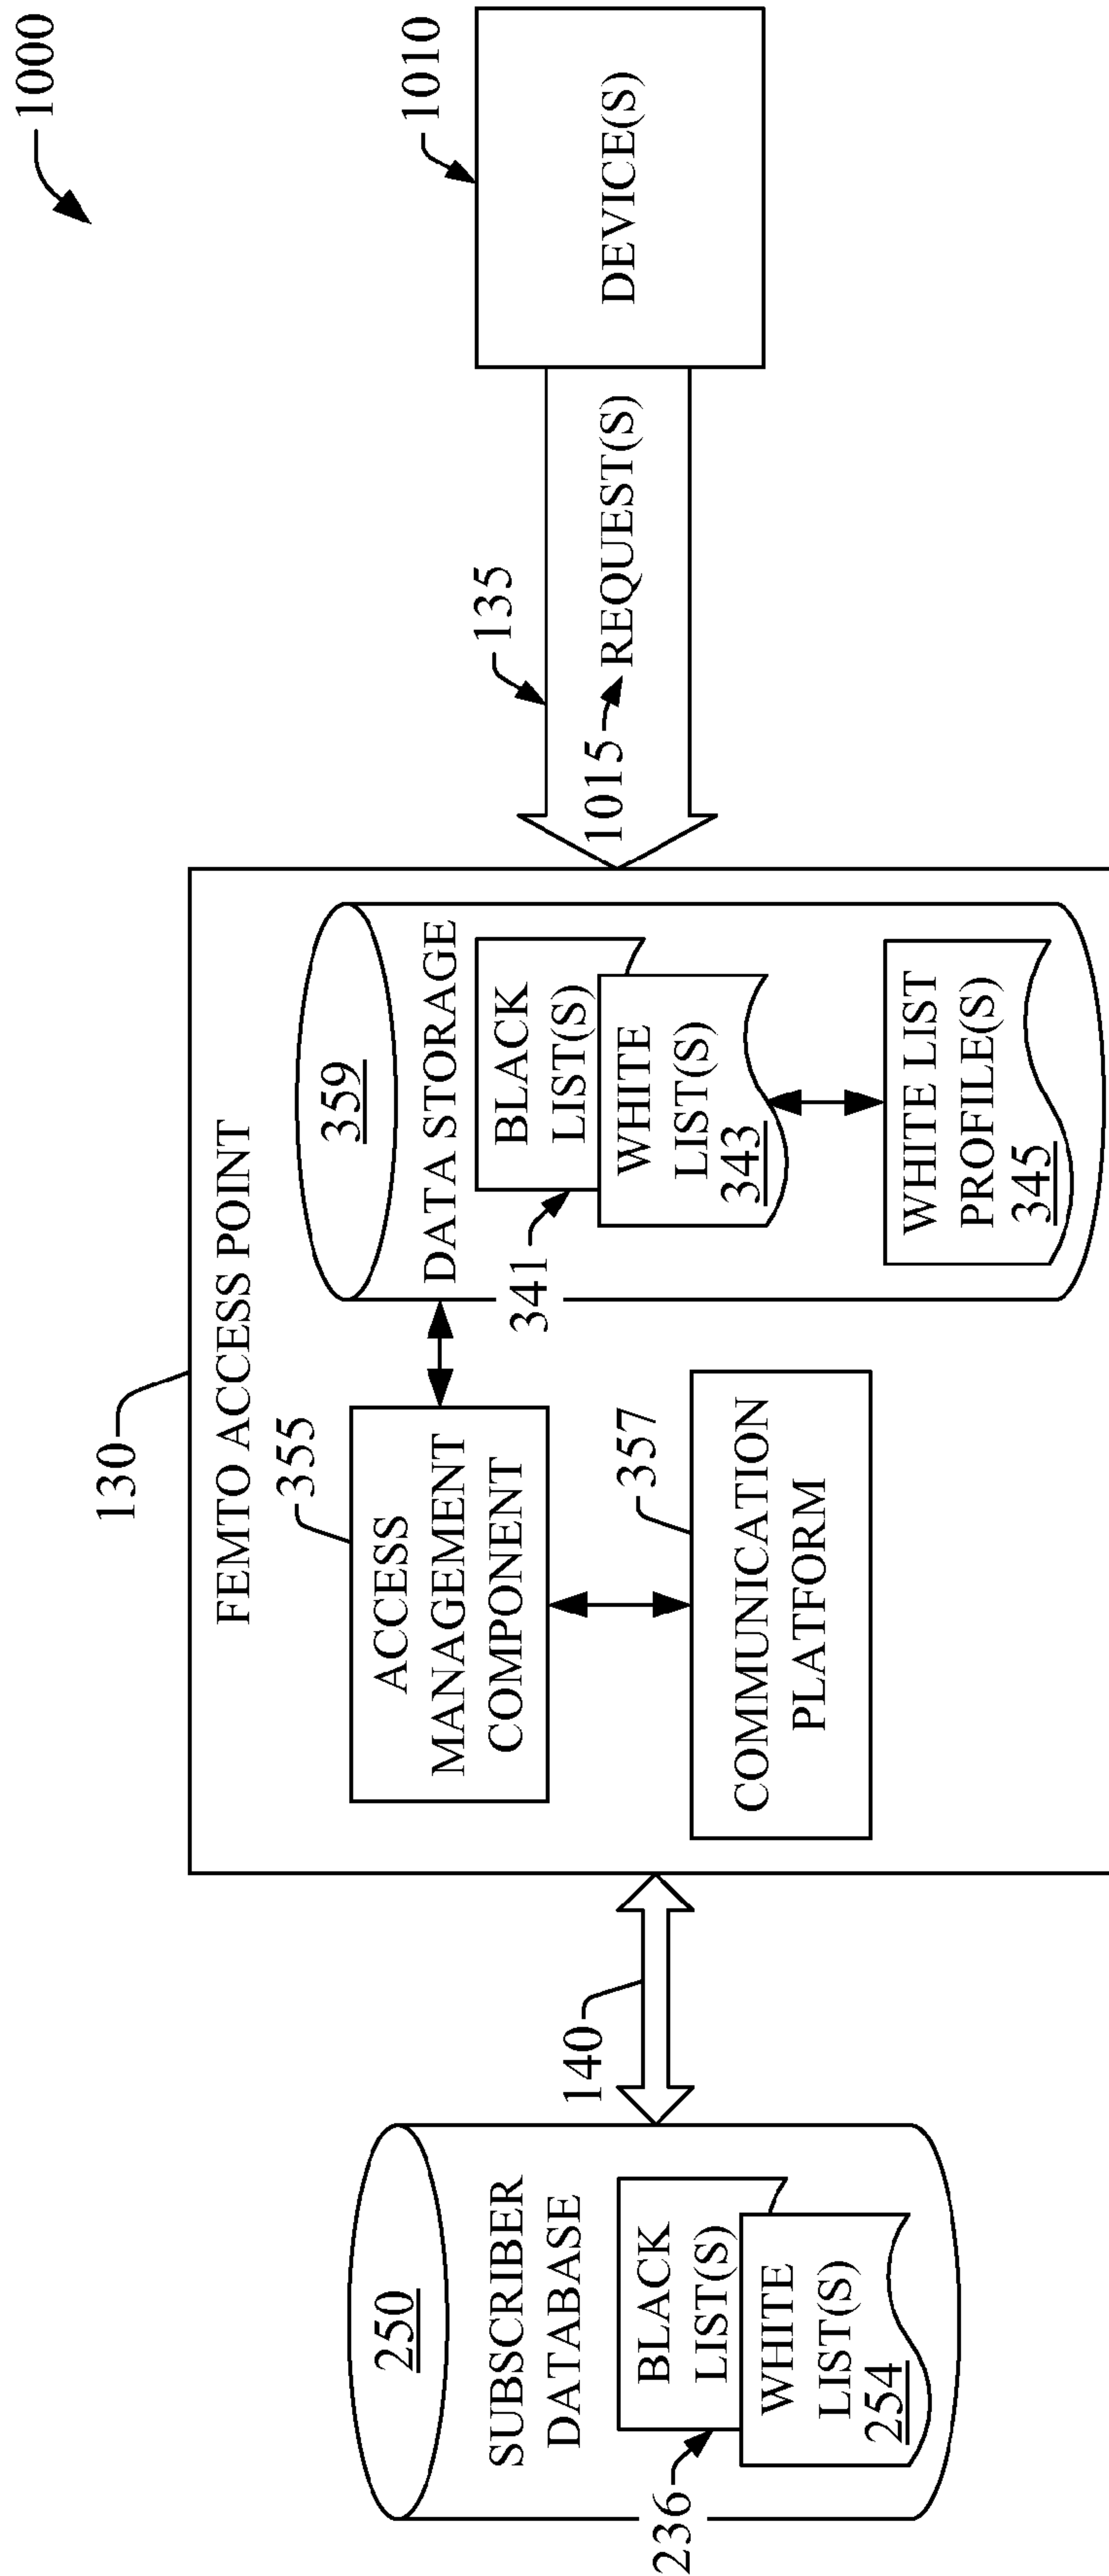 1000
130
FEMTO ACCESS POINT
250
SUBSCRIBER
DATABASE
236
BLACK
LIST(S)
WHITE
LIST(S)
254
140
355
ACCESS
MANAGEMENT
COMPONENT
357
COMMUNICATION
PLATFORM
359
DATA STORAGE
341
BLACK
LIST(S)
WHITE
LIST(S)
343
WHITE LIST
PROFILE(S)
345
135
1015
REQUEST(S)
1010
DEVICE(S)